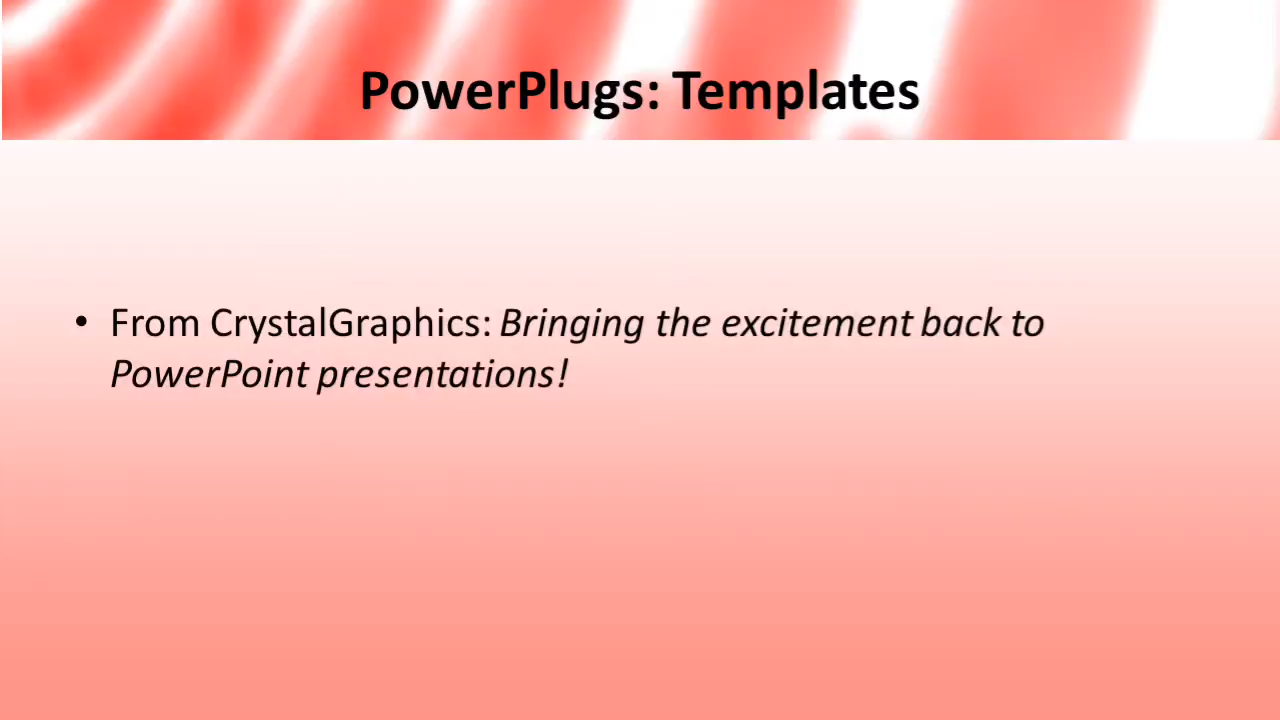 PowerPlugs: Templates
• From CrystalGraphics: Bringing the excitement back to
PowerPoint presentations!